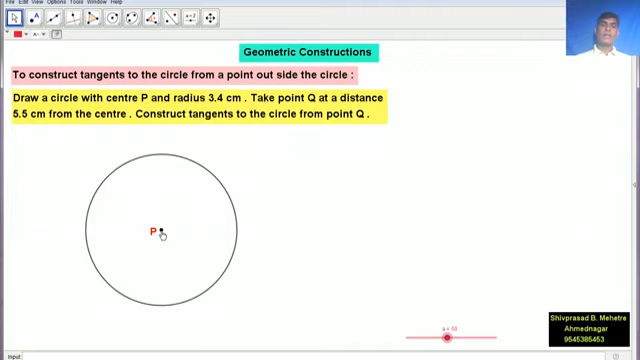 File Edit View Options Tools Window Help
a=2
Geometric Constructions
To construct tangents to the circle from a point out side the circle :
Draw a circle with centre P and radius 3.4 cm . Take point Q at a distance
5.5 cm from the centre . Construct tangents to the circle from point Q .
P
a = 50
Shivprasad B. Mehetre
Ahmednagar
9545385453
Input: